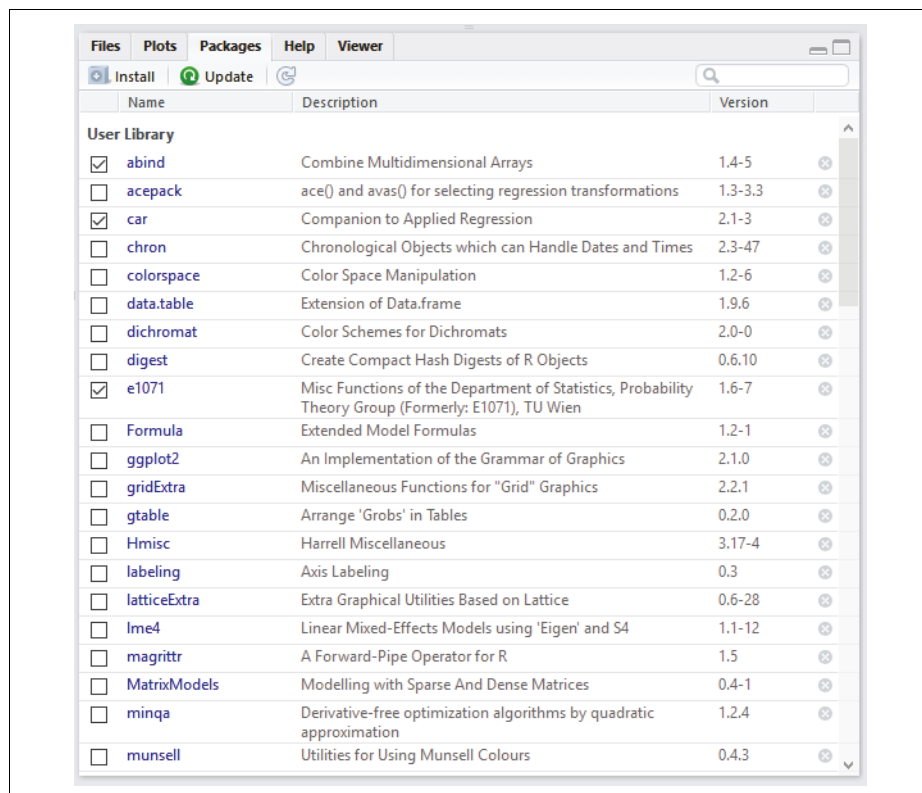 Files Plots Packages Help Viewer
Install Update
Name Description Version
User Library
abind Combine Multidimensional Arrays 1.4-5
acepack ace() and avas() for selecting regression transformations 1.3-3.3
car Companion to Applied Regression 2.1-3
chron Chronological Objects which can Handle Dates and Times 2.3-47
colorspace Color Space Manipulation 1.2-6
data.table Extension of Data.frame 1.9.6
dichromat Color Schemes for Dichromats 2.0-0
digest Create Compact Hash Digests of R Objects 0.6.10
e1071 Misc Functions of the Department of Statistics, Probability 1.6-7
Theory Group (Formerly: E1071), TU Wien
Formula Extended Model Formulas 1.2-1
ggplot2 An Implementation of the Grammar of Graphics 2.1.0
gridExtra Miscellaneous Functions for "Grid" Graphics 2.2.1
gtable Arrange 'Grobs' in Tables 0.2.0
Hmisc Harrell Miscellaneous 3.17-4
labeling Axis Labeling 0.3
latticeExtra Extra Graphical Utilities Based on Lattice 0.6-28
lme4 Linear Mixed-Effects Models using 'Eigen' and S4 1.1-12
magrittr A Forward-Pipe Operator for R 1.5
MatrixModels Modelling with Sparse And Dense Matrices 0.4-1
minqa Derivative-free optimization algorithms by quadratic 1.2.4
approximation
munsell Utilities for Using Munsell Colours 0.4.3